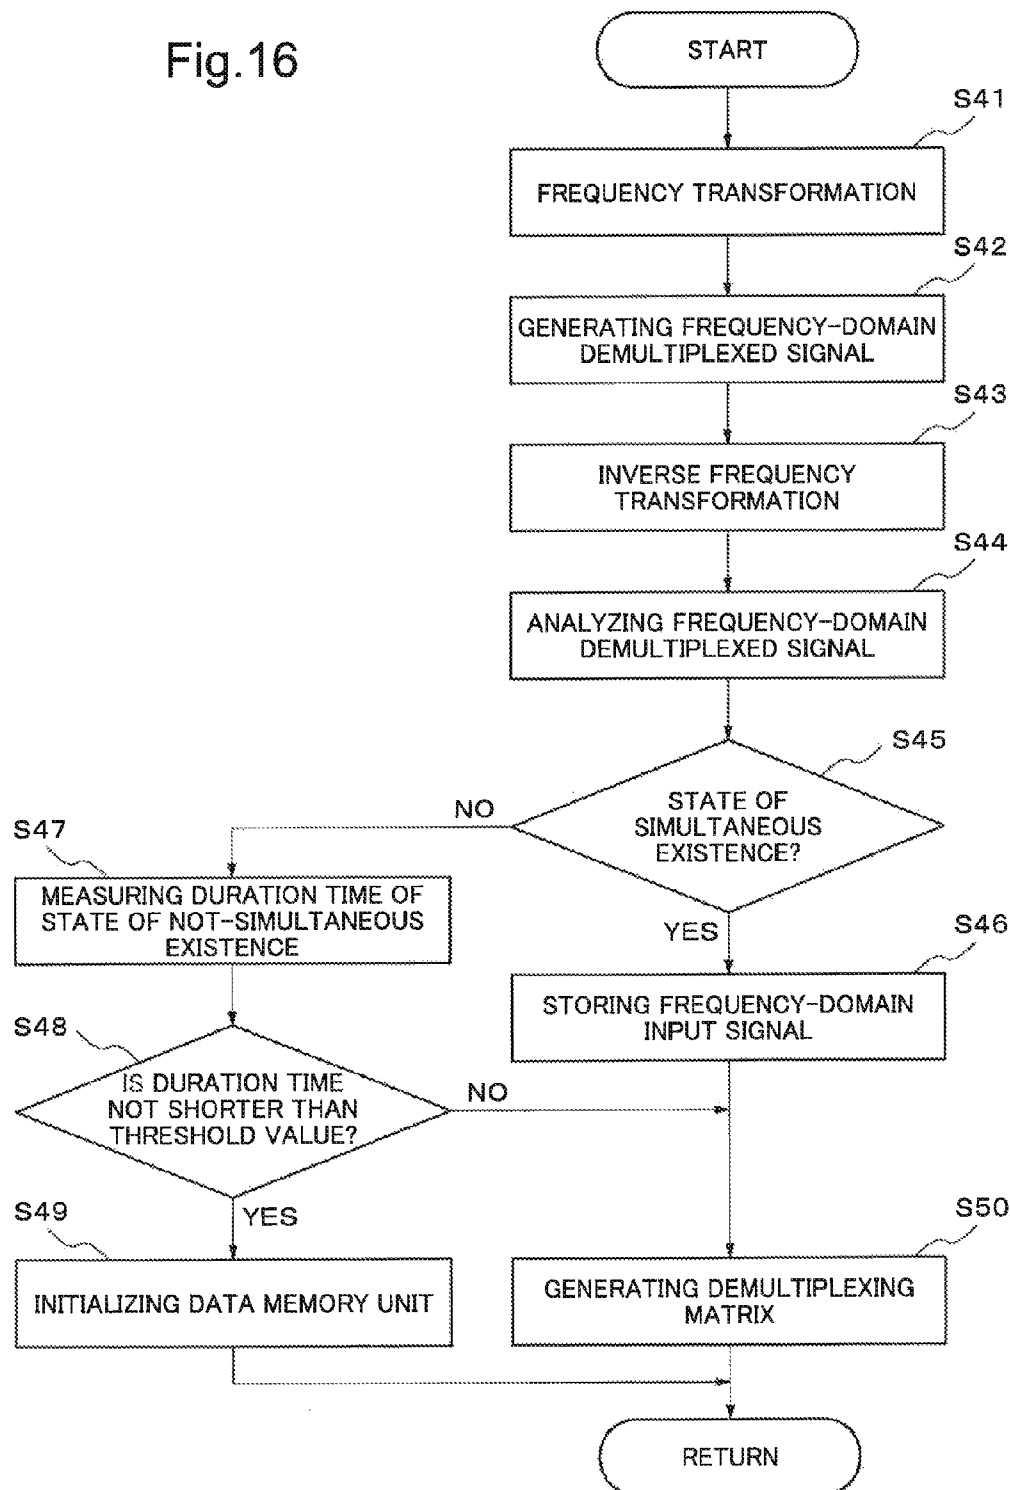 Fig.16
START
S41
FREQUENCY TRANSFORMATION
S42
GENERATING FREQUENCY-DOMAIN
DEMULTIPLEXED SIGNAL
S43
INVERSE FREQUENCY
TRANSFORMATION
S44
ANALYZING FREQUENCY-DOMAIN
DEMULTIPLEXED SIGNAL
S45
STATE OF
SIMULTANEOUS
EXISTENCE?
NO
YES
S47
MEASURING DURATION TIME OF
STATE OF NOT-SIMULTANEOUS
EXISTENCE
S46
STORING FREQUENCY-DOMAIN
INPUT SIGNAL
S48
IS DURATION TIME
NOT SHORTER THAN
THRESHOLD VALUE?
NO
YES
S49
INITIALIZING DATA MEMORY UNIT
S50
GENERATING DEMULTIPLEXING
MATRIX
RETURN